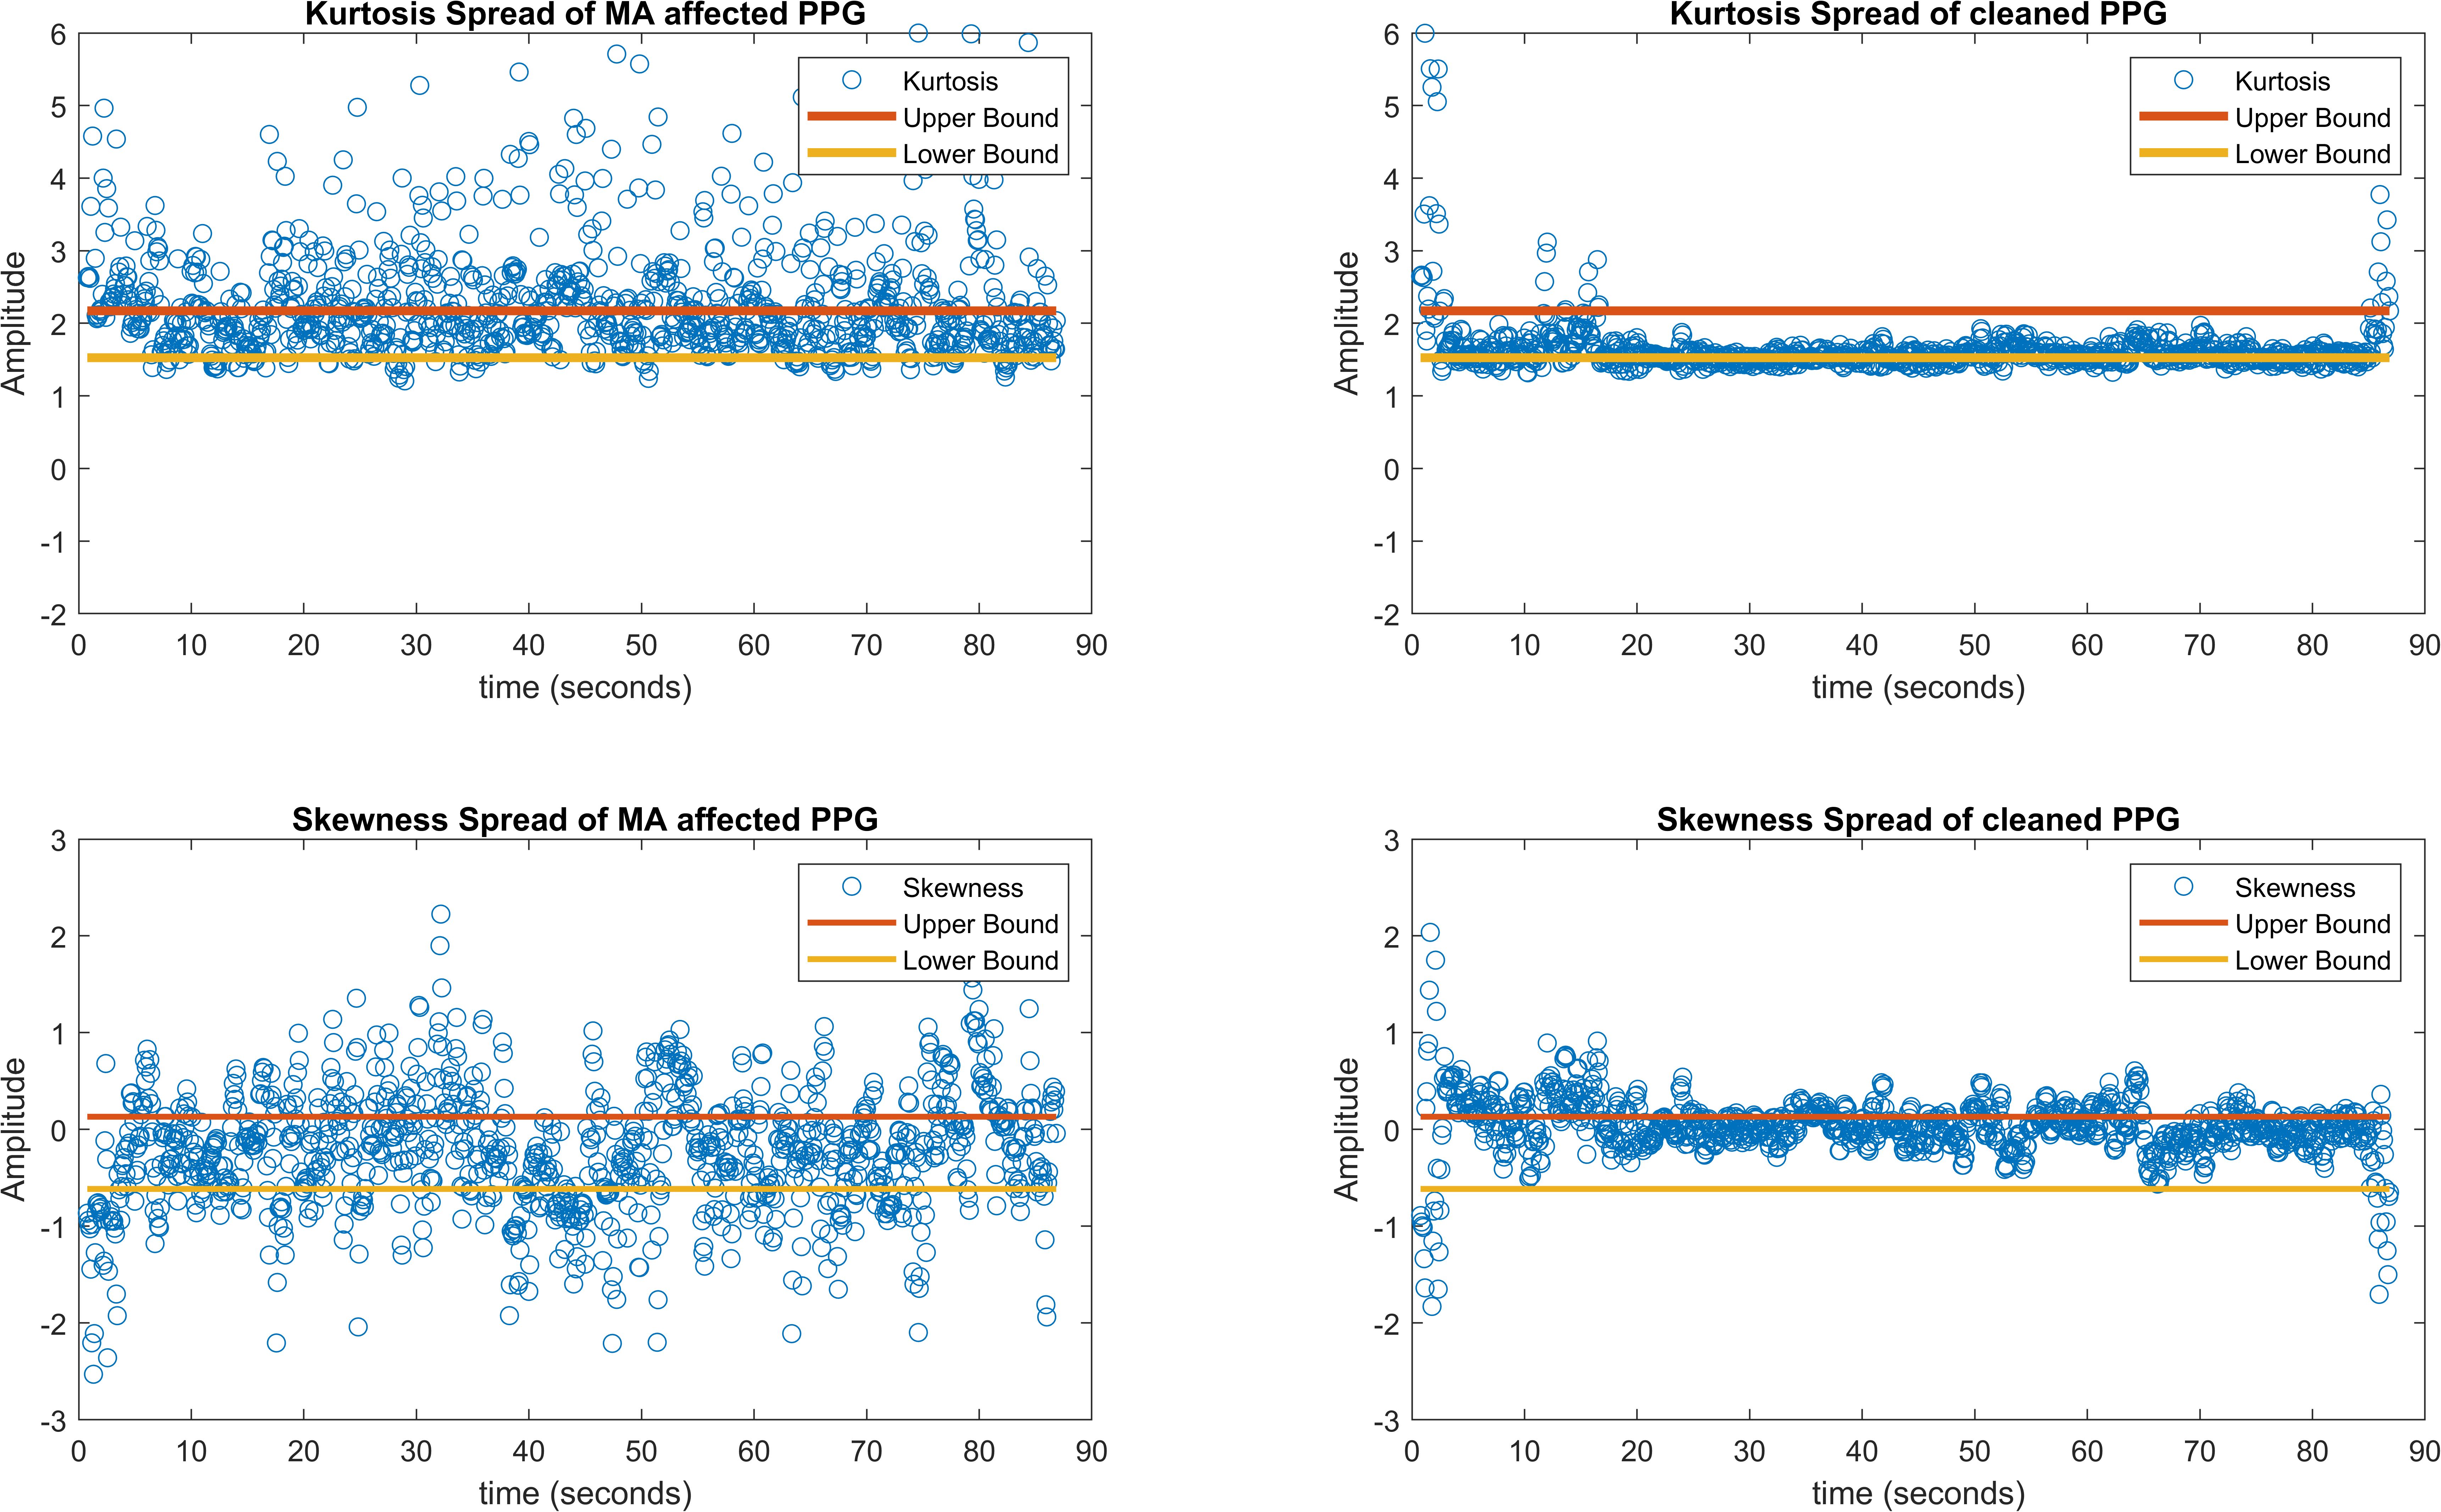 Kurtosis Spread of MA affected PPG
6
5
4
3
2
1
0
-1
-2
Amplitude
Kurtosis
Upper Bound
Lower Bound
0 10 20 30 40 50 60 70 80 90
time (seconds)
Kurtosis Spread of cleaned PPG
6
5
4
3
2
1
0
-1
-2
Amplitude
Kurtosis
Upper Bound
Lower Bound
0 10 20 30 40 50 60 70 80 90
time (seconds)
Skewness Spread of MA affected PPG
3
2
1
0
-1
-2
-3
Amplitude
Skewness
Upper Bound
Lower Bound
0 10 20 30 40 50 60 70 80 90
time (seconds)
Skewness Spread of cleaned PPG
3
2
1
0
-1
-2
-3
Amplitude
Skewness
Upper Bound
Lower Bound
0 10 20 30 40 50 60 70 80 90
time (seconds)